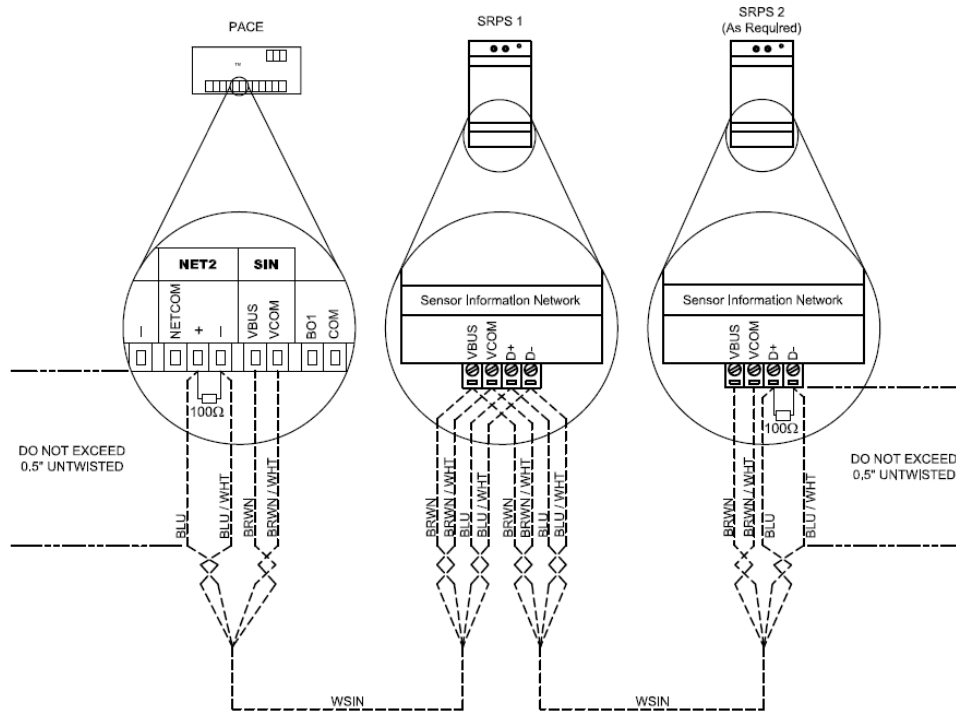 PACE
TM
SRPS 1
SRPS 2
(As Required)
NET2
SIN
—
NETCOM
+
—
VBUS
VCOM
BO1
COM
100Ω
Sensor Information Network
VBUS
VCOM
D+
D-
Sensor Information Network
VBUS
VCOM
D+
D-
100Ω
DO NOT EXCEED
0.5" UNTWISTED
DO NOT EXCEED
0.5" UNTWISTED
BLU
BLU / WHT
BRWN
BRWN / WHT
BRWN
BRWN / WHT
BLU
BLU / WHT
BRWN
BRWN / WHT
BLU
BLU / WHT
BRWN
BRWN / WHT
BLU
BLU / WHT
WSIN
WSIN